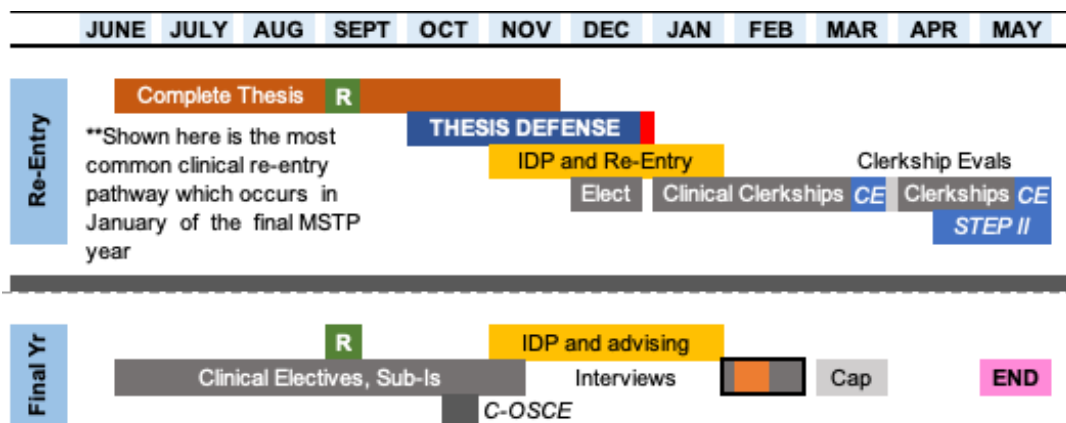 JUNE JULY AUG SEPT OCT NOV DEC JAN FEB MAR APR MAY
Re-Entry
Complete Thesis R
THESIS DEFENSE
**Shown here is the most
common clinical re-entry
pathway which occurs in
January of the final MSTP
year
IDP and Re-Entry
Clerkship Evals
Elect Clinical Clerkships CE Clerkships CE
STEP II
Final Yr
R IDP and advising
Clinical Electives, Sub-Is Interviews Cap END
C-OSCE